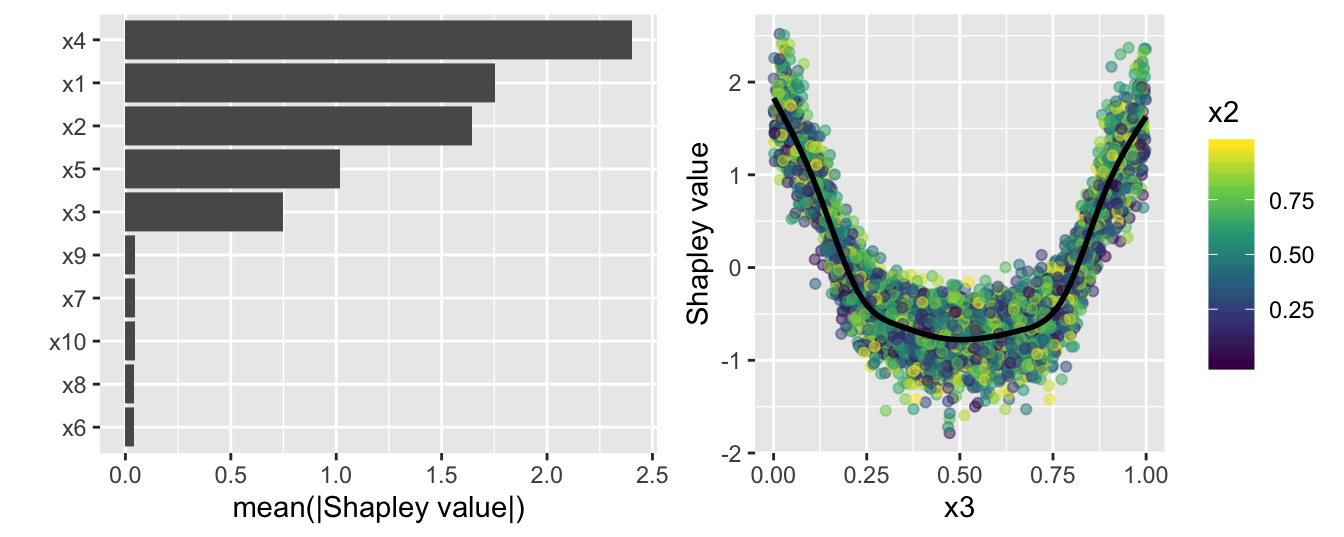 x4
x1
x2
x5
x3
x9
x7
x10
x8
x6
0.0 0.5 1.0 1.5 2.0 2.5
mean(|Shapley value|)
Shapley value
2
1
0
-1
-2
0.00 0.25 0.50 0.75 1.00
x3
x2
0.75
0.50
0.25